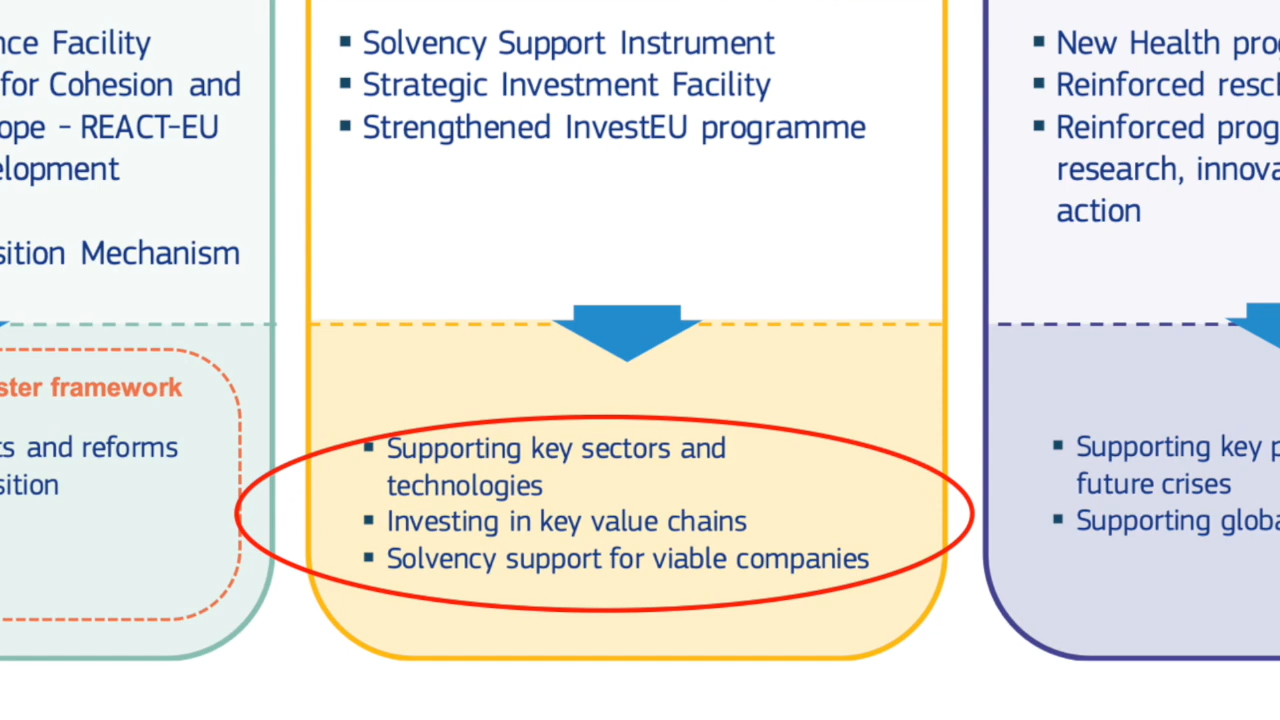 nce Facility
for Cohesion and
ope - REACT-EU
elopment
sition Mechanism
ster framework
ts and reforms
sition
▪ Solvency Support Instrument
▪ Strategic Investment Facility
▪ Strengthened InvestEU programme
▪ Supporting key sectors and
technologies
▪ Investing in key value chains
▪ Solvency support for viable companies
▪ New Health prog
▪ Reinforced resc
▪ Reinforced prog
research, innova
action
▪ Supporting key p
future crises
▪ Supporting globa